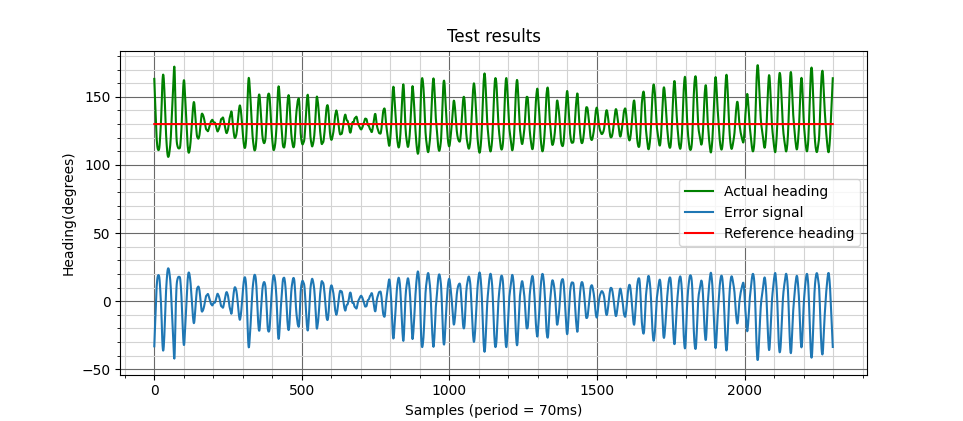 Test results
150
100
50
0
−50
Heading(degrees)
Actual heading
Error signal
Reference heading
0
500
1000
1500
2000
Samples (period = 70ms)